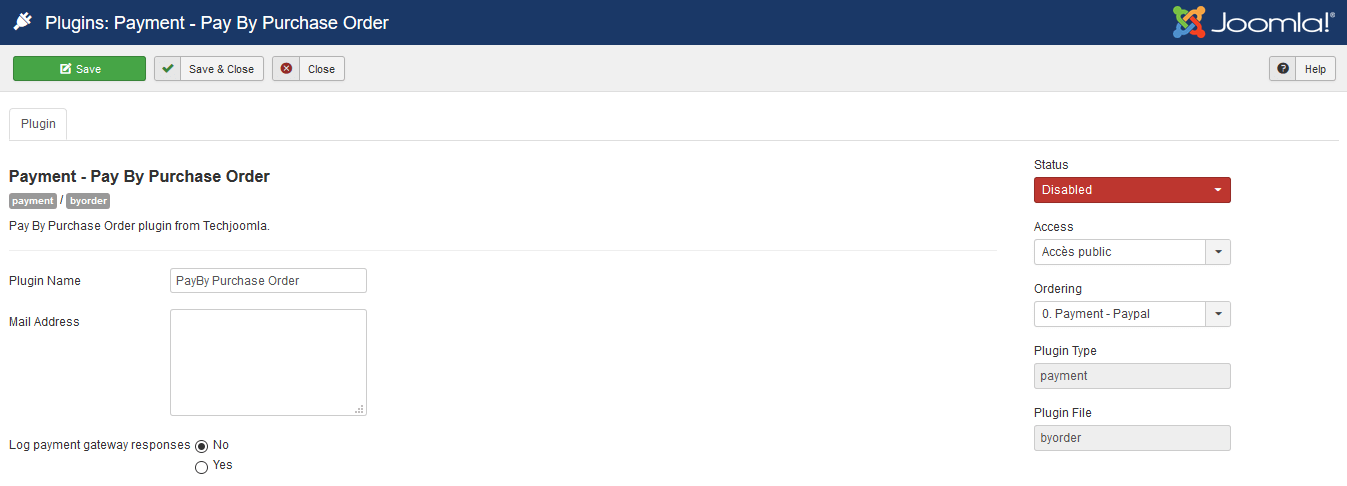 Plugins: Payment - Pay By Purchase Order
Joomla!®
Save
Save & Close
Close
Help
Plugin
Payment - Pay By Purchase Order
payment / byorder
Pay By Purchase Order plugin from Techjoomla.
Plugin Name
PayBy Purchase Order
Mail Address
Log payment gateway responses
No
Yes
Status
Disabled
Access
Accès public
Ordering
0. Payment - Paypal
Plugin Type
payment
Plugin File
byorder